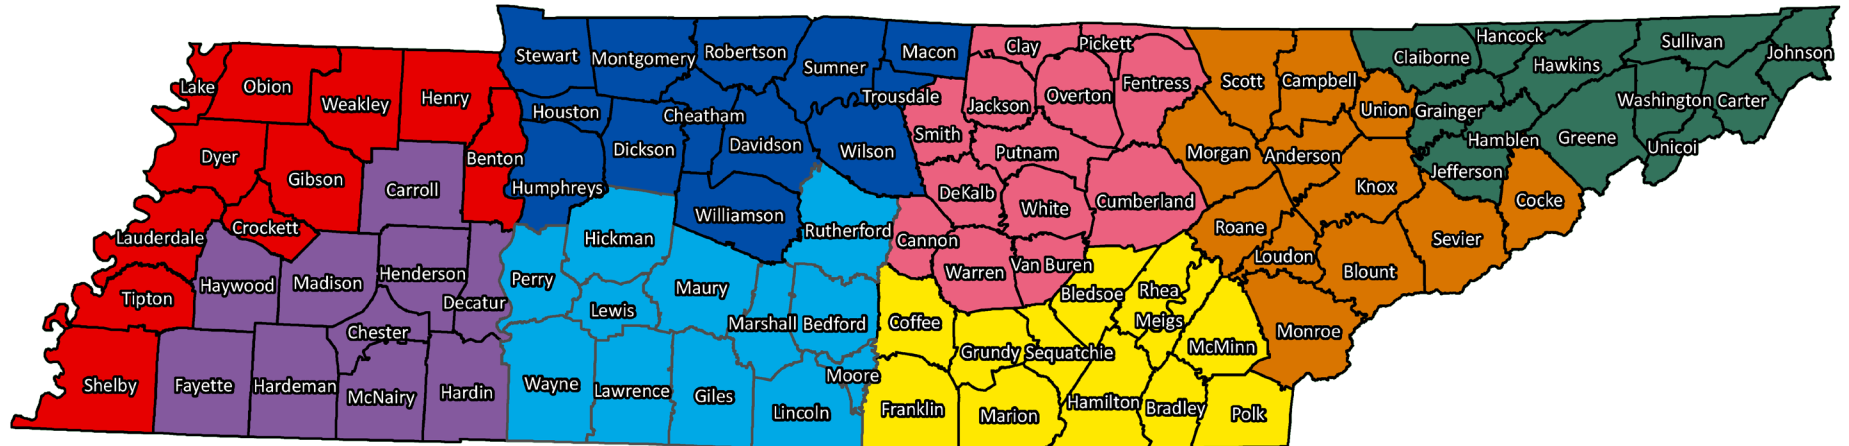 Lake
Obion
Weakley
Henry
Stewart
Montgomery
Robertson
Sumner
Macon
Clay
Pickett
Scott
Campbell
Claiborne
Hancock
Hawkins
Sullivan
Johnson
Houston
Cheatham
Trousdale
Jackson
Overton
Fentress
Union
Grainger
Washington
Carter
Dyer
Gibson
Carroll
Benton
Humphreys
Dickson
Davidson
Wilson
Smith
Putnam
Morgan
Anderson
Knox
Hamblen
Jefferson
Greene
Unicoi
Lauderdale
Crockett
Williamson
Rutherford
DeKalb
White
Cumberland
Roane
Loudon
Blount
Sevier
Cocke
Tipton
Haywood
Madison
Henderson
Decatur
Perry
Hickman
Lewis
Maury
Marshall
Bedford
Cannon
Warren
Van Buren
Bledsoe
Rhea
Meigs
McMinn
Monroe
Coffee
Grundy
Sequatchie
Shelby
Fayette
Hardeman
Chester
McNairy
Hardin
Wayne
Lawrence
Giles
Lincoln
Moore
Franklin
Marion
Hamilton
Bradley
Polk